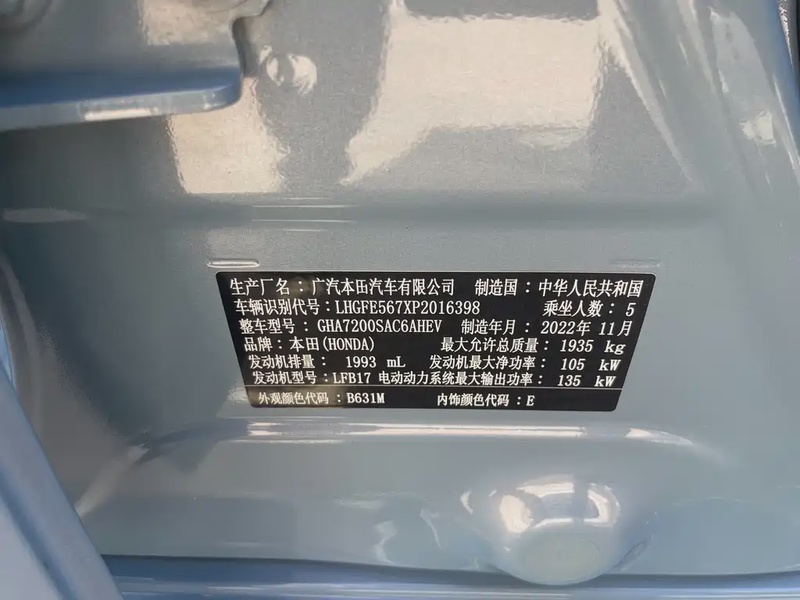 生产厂名：广汽本田汽车有限公司 制造国：中华人民共和国
车辆识别代号：LHGFE567XP2016398 乘坐人数：5
整车型号：GHA7200SAC6AHEV 制造年月：2022年11月
品牌：本田(HONDA) 最大允许总质量：1935 kg
发动机排量：1993 mL 发动机最大净功率：105 kW
发动机型号：LFB17 电动动力系统最大输出功率：135 kW
外观颜色代码：B631M 内饰颜色代码：E